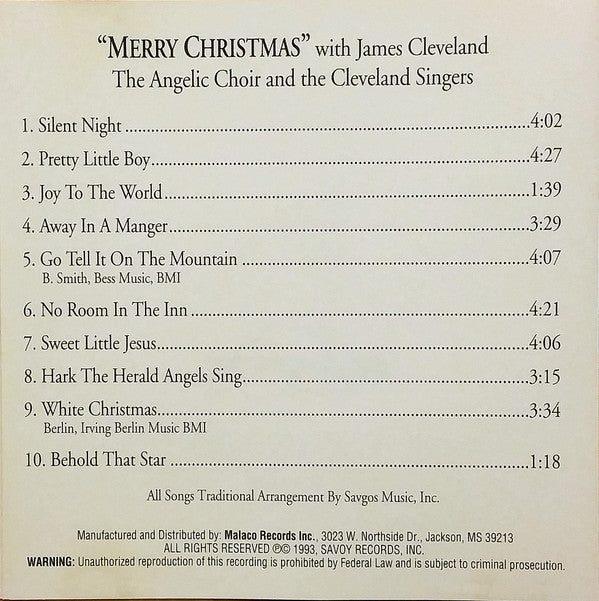 “MERRY CHRISTMAS” with James Cleveland
The Angelic Choir and the Cleveland Singers
1. Silent Night ........................................................................................4:02
2. Pretty Little Boy ...................................................................................4:27
3. Joy To The World ................................................................................1:39
4. Away In A Manger ...............................................................................3:29
5. Go Tell It On The Mountain ..............................................................4:07
B. Smith, Bess Music, BMI
6. No Room In The Inn ..........................................................................4:21
7. Sweet Little Jesus .................................................................................4:06
8. Hark The Herald Angels Sing .............................................................3:15
9. White Christmas ..................................................................................3:34
Berlin, Irving Berlin Music BMI
10. Behold That Star ................................................................................1:18
All Songs Traditional Arrangement By Savgos Music, Inc.
Manufactured and Distributed by: Malaco Records Inc., 3023 W. Northside Dr., Jackson, MS 39213
ALL RIGHTS RESERVED ℗© 1993, SAVOY RECORDS, INC.
WARNING: Unauthorized reproduction of this recording is prohibited by Federal Law and is subject to criminal prosecution.